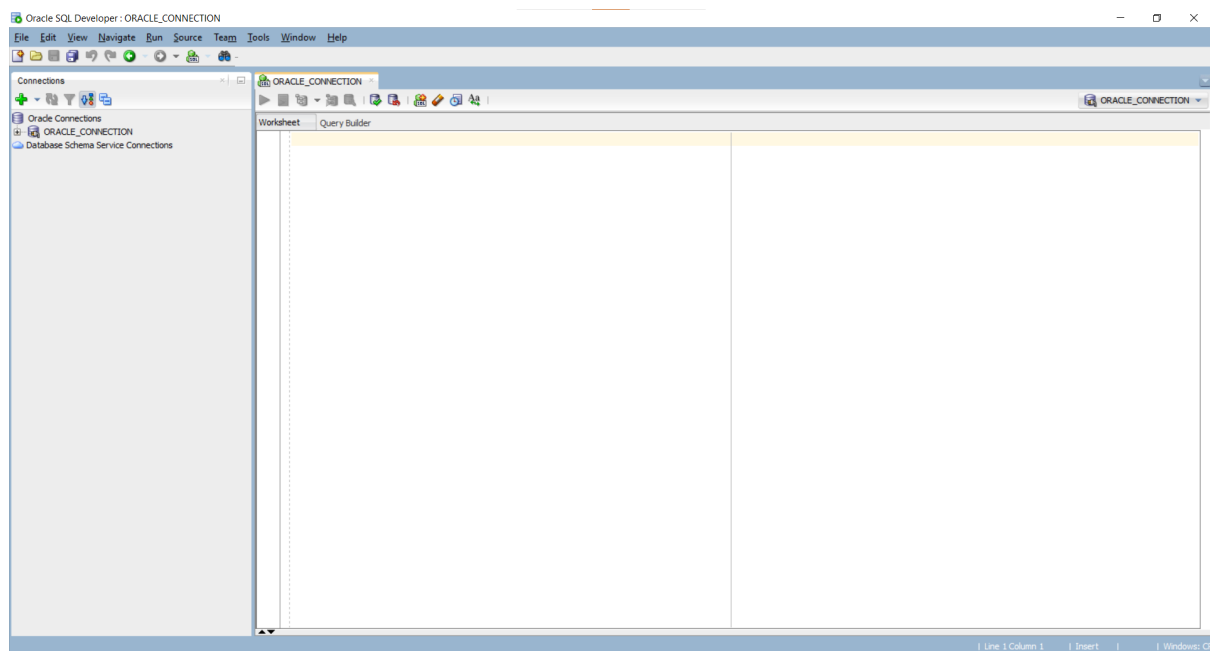 Oracle SQL Developer : ORACLE_CONNECTION
File Edit View Navigate Run Source Team Tools Window Help
Connections
ORACLE_CONNECTION
ORACLE_CONNECTION
Oracle Connections
ORACLE_CONNECTION
Database Schema Service Connections
Worksheet Query Builder
| Line 1 Column 1 | Insert | | Windows: C